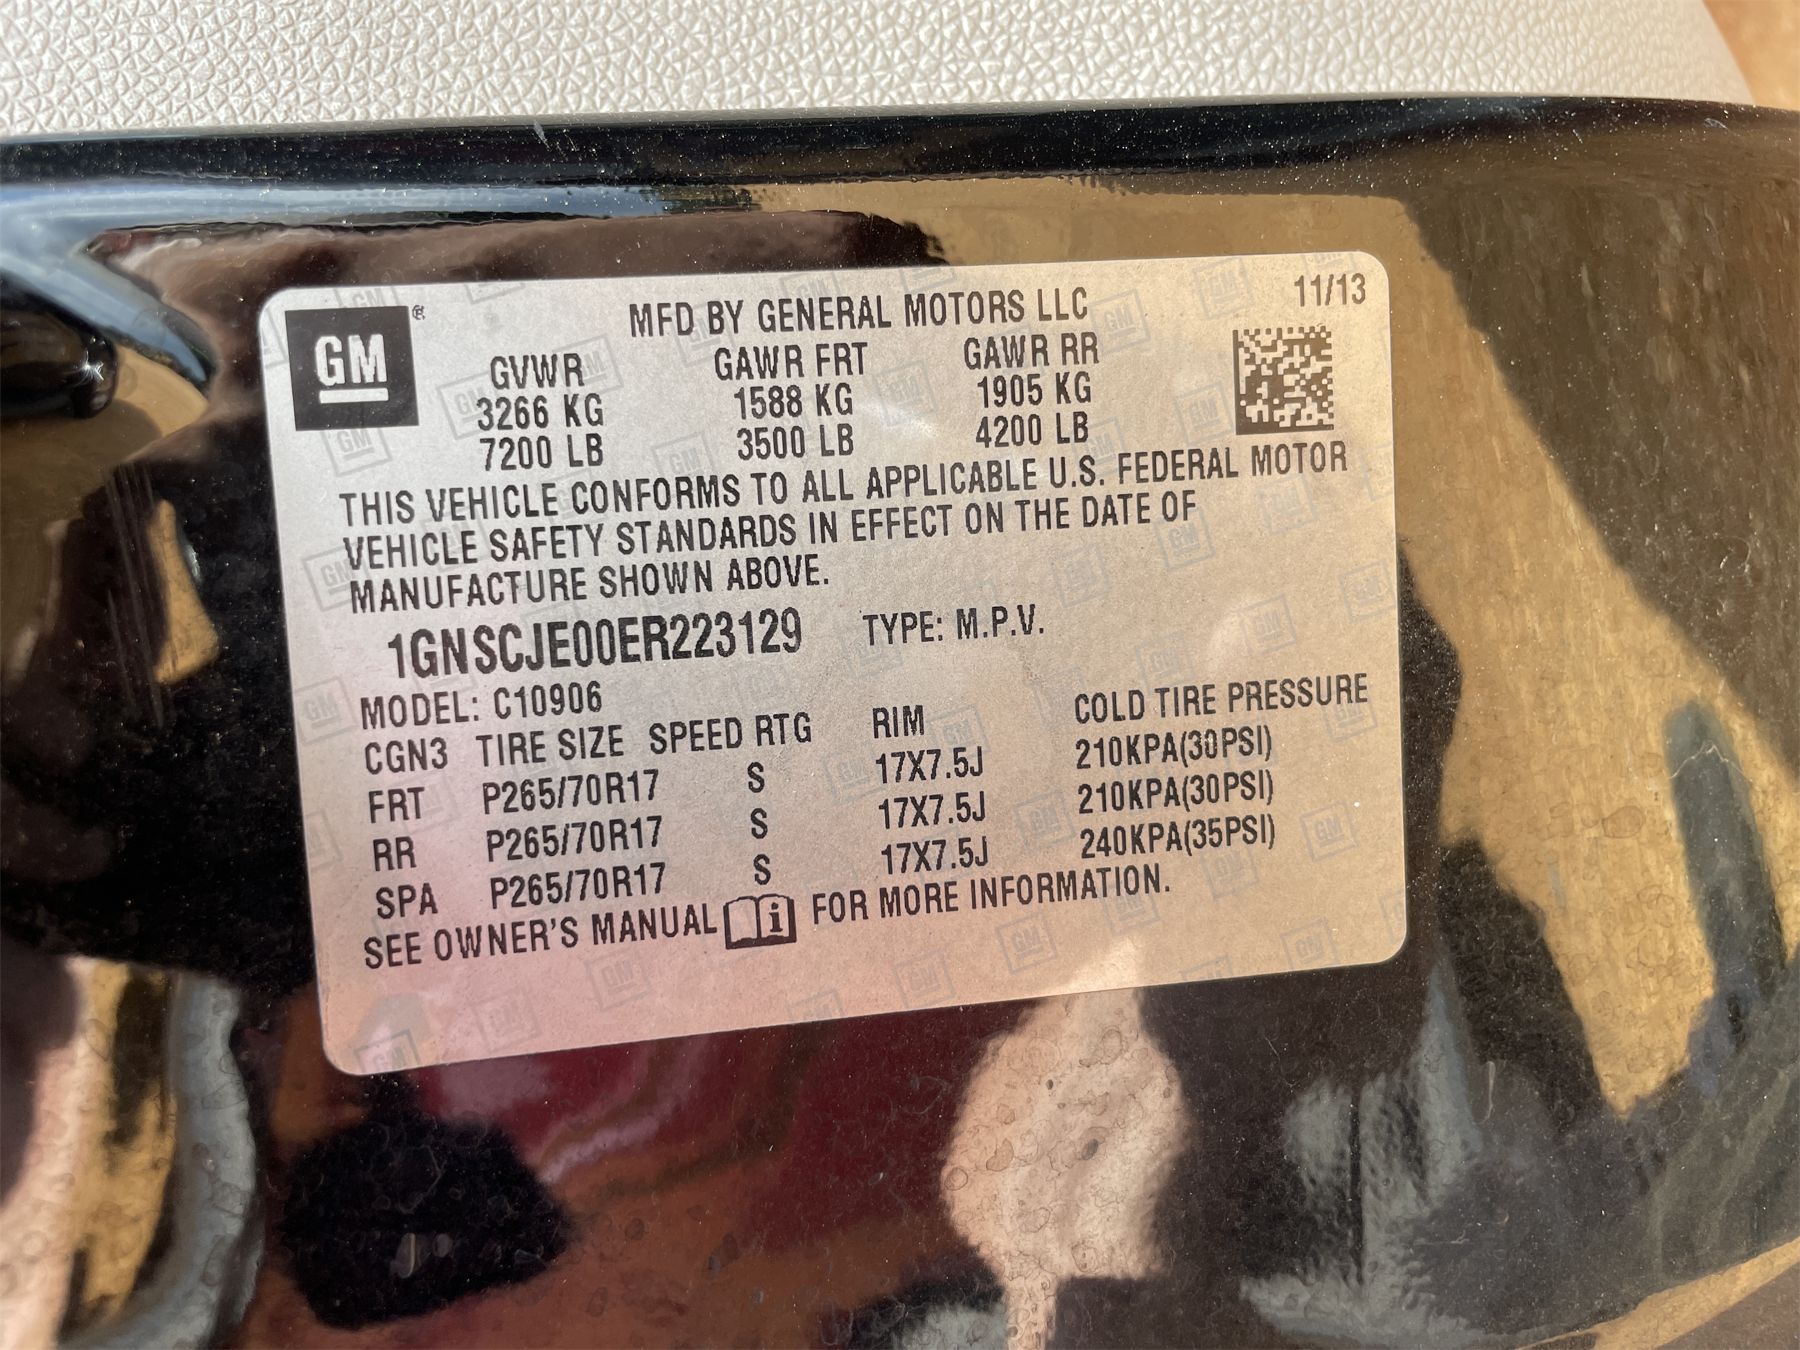 GM ®
MFD BY GENERAL MOTORS LLC 11/13
GVWR GAWR FRT GAWR RR
3266 KG 1588 KG 1905 KG
7200 LB 3500 LB 4200 LB
THIS VEHICLE CONFORMS TO ALL APPLICABLE U.S. FEDERAL MOTOR
VEHICLE SAFETY STANDARDS IN EFFECT ON THE DATE OF
MANUFACTURE SHOWN ABOVE.
1GNSCJE00ER223129 TYPE: M.P.V.
MODEL: C10906
CGN3 TIRE SIZE SPEED RTG RIM COLD TIRE PRESSURE
FRT P265/70R17 S 17X7.5J 210KPA(30PSI)
RR P265/70R17 S 17X7.5J 210KPA(30PSI)
SPA P265/70R17 S 17X7.5J 240KPA(35PSI)
SEE OWNER'S MANUAL FOR MORE INFORMATION.